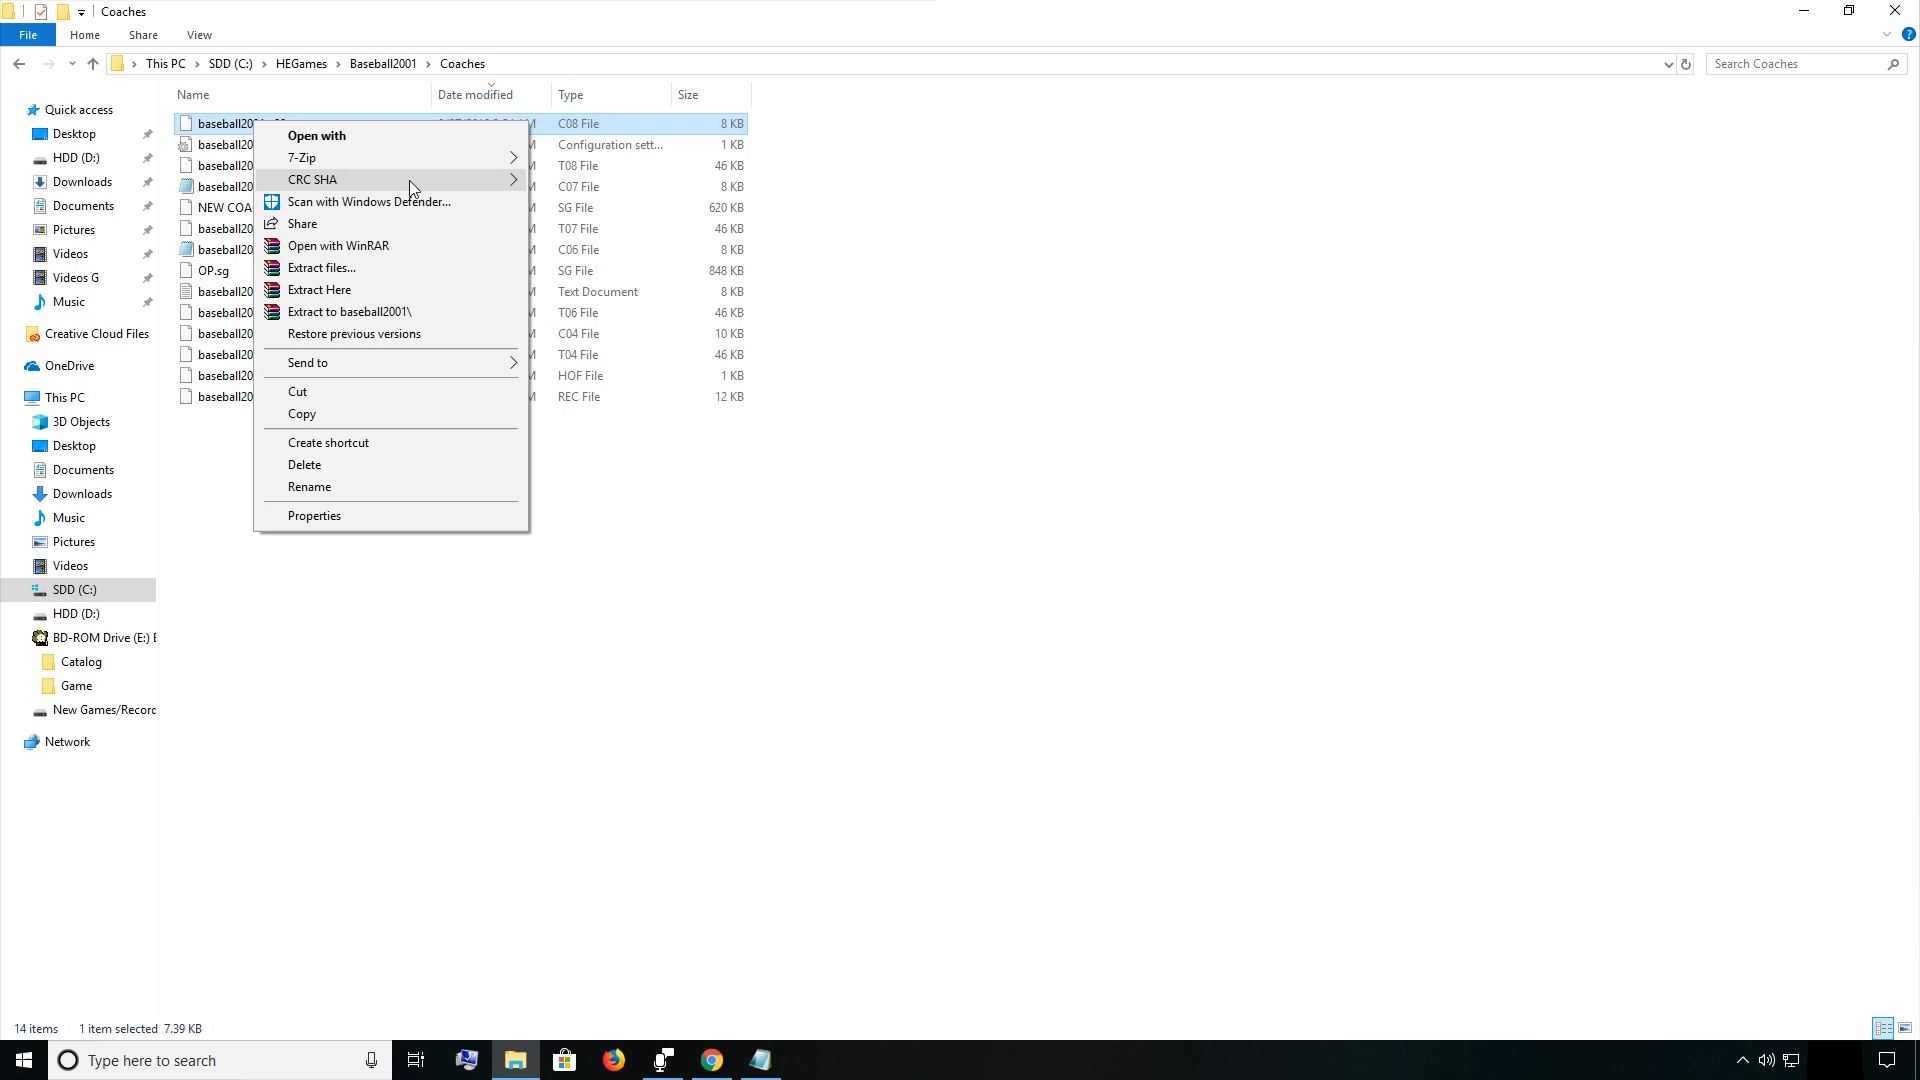 Coaches
File
Home
Share
View
This PC
SDD (C:)
HEGames
Baseball2001
Coaches
Search Coaches
Name
Date modified
Type
Size
Quick access
Desktop
HDD (D:)
Downloads
Documents
Pictures
Videos
Videos G
Music
Creative Cloud Files
OneDrive
This PC
3D Objects
Desktop
Documents
Downloads
Music
Pictures
Videos
SDD (C:)
HDD (D:)
BD-ROM Drive (E:) E
Catalog
Game
New Games/Recorc
Network
baseball20
C08 File
8 KB
baseball20
Configuration sett...
1 KB
baseball20
T08 File
46 KB
baseball20
C07 File
8 KB
NEW COA
SG File
620 KB
baseball20
T07 File
46 KB
baseball20
C06 File
8 KB
OP.sg
SG File
848 KB
baseball20
Text Document
8 KB
baseball20
T06 File
46 KB
baseball20
C04 File
10 KB
baseball20
T04 File
46 KB
baseball20
HOF File
1 KB
baseball20
REC File
12 KB
Open with
7-Zip
CRC SHA
Scan with Windows Defender...
Share
Open with WinRAR
Extract files...
Extract Here
Extract to baseball2001\
Restore previous versions
Send to
Cut
Copy
Create shortcut
Delete
Rename
Properties
14 items
1 item selected 7.39 KB
Type here to search